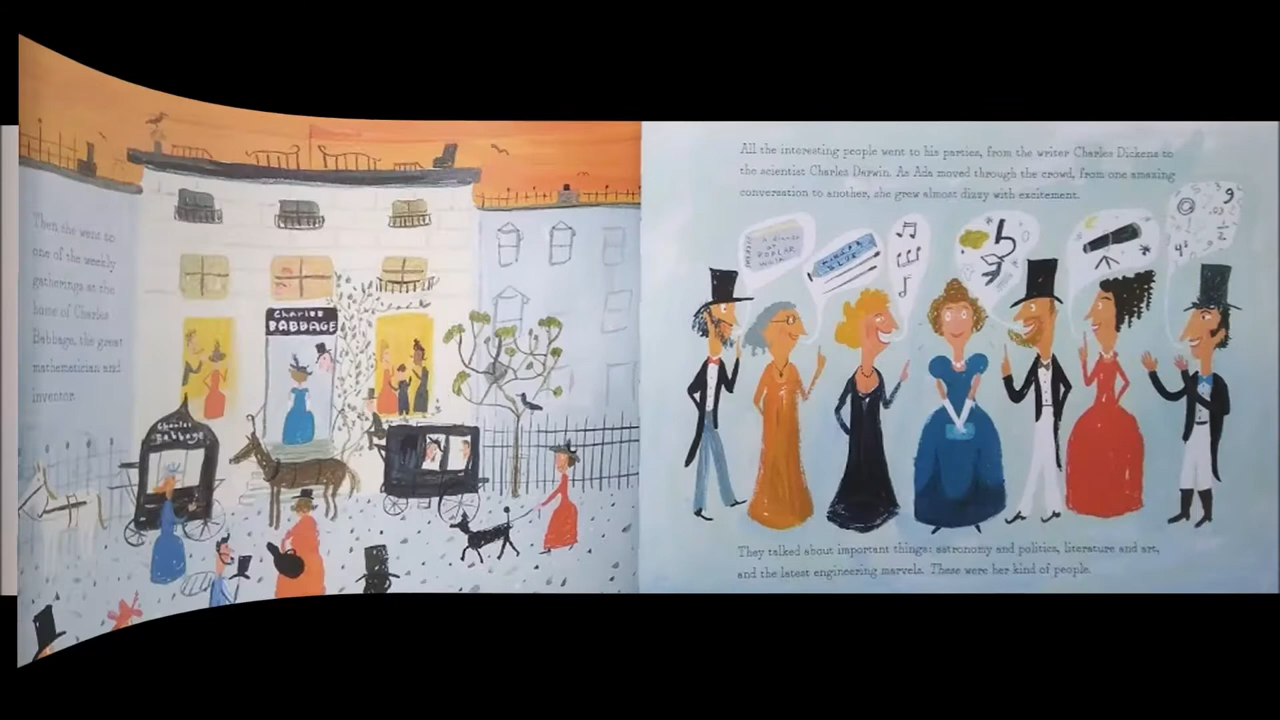 Then she went to
one of the weekly
gatherings at the
home of Charles
Babbage, the great
mathematician and
inventor.
Charles
BABBAGE
Charles
Babbage
All the interesting people went to his parties, from the writer Charles Dickens to
the scientist Charles Darwin. As Ada moved through the crowd, from one amazing
conversation to another, she grew almost dizzy with excitement.
They talked about important things: astronomy and politics, literature and art,
and the latest engineering marvels. These were her kind of people.